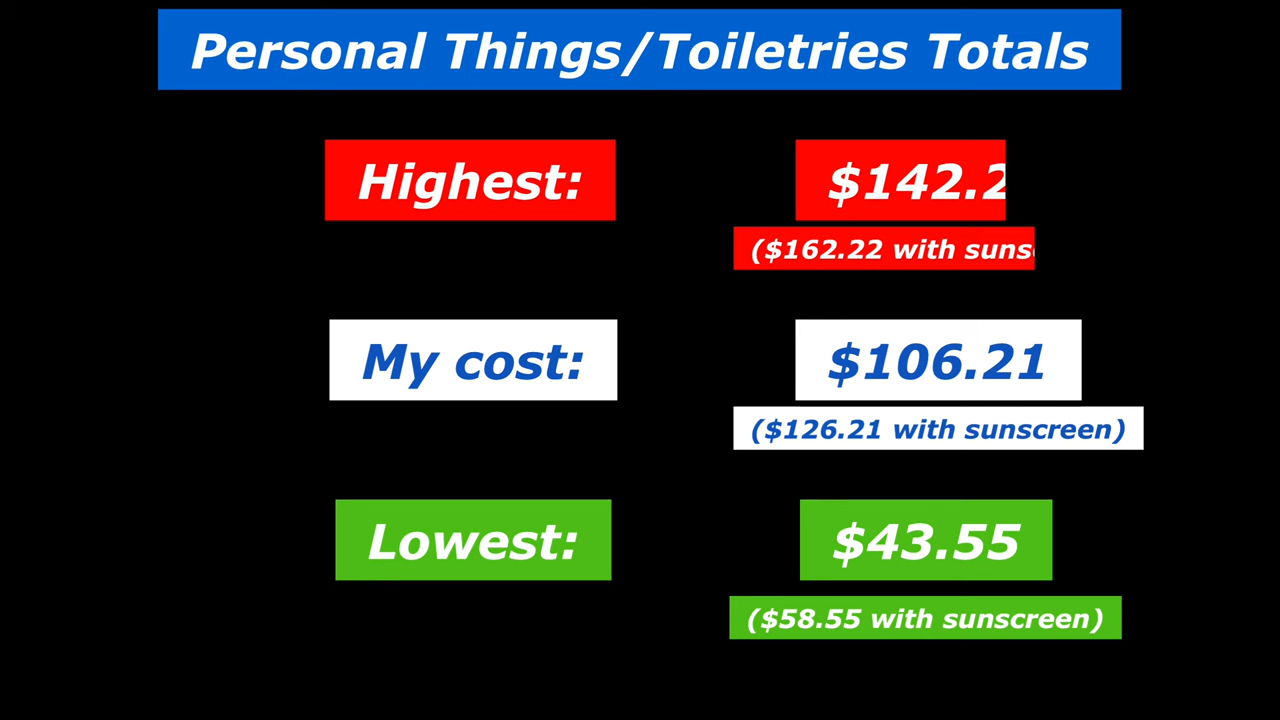 Personal Things/Toiletries Totals
Highest:
$142.2
($162.22 with suns
My cost:
$106.21
($126.21 with sunscreen)
Lowest:
$43.55
($58.55 with sunscreen)